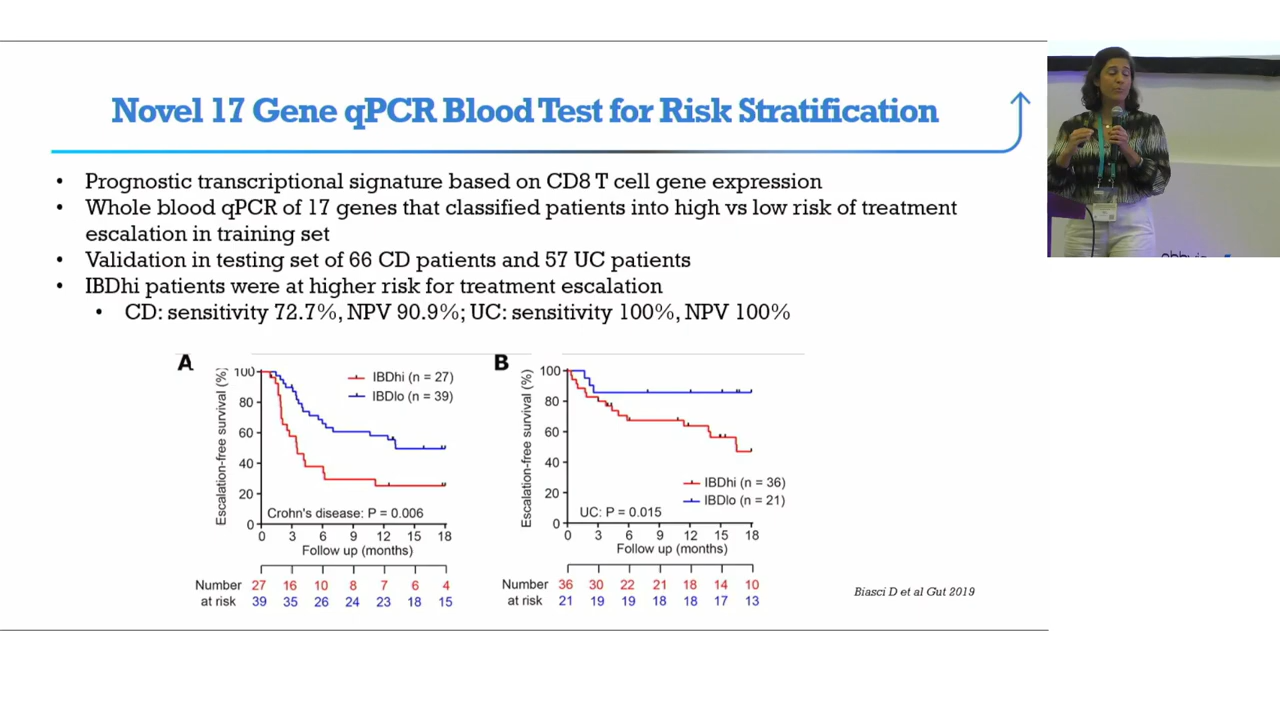 Novel 17 Gene qPCR Blood Test for Risk Stratification
• Prognostic transcriptional signature based on CD8 T cell gene expression
• Whole blood qPCR of 17 genes that classified patients into high vs low risk of treatment
escalation in training set
• Validation in testing set of 66 CD patients and 57 UC patients
• IBDhi patients were at higher risk for treatment escalation
• CD: sensitivity 72.7%, NPV 90.9%; UC: sensitivity 100%, NPV 100%
A
Escalation-free survival (%)
100
80
60
40
20
0
IBDhi (n = 27)
IBDlo (n = 39)
Crohn's disease: P = 0.006
0 3 6 9 12 15 18
Follow up (months)
Number 27 16 10 8 7 6 4
at risk 39 35 26 24 23 18 15
B
Escalation-free survival (%)
100
80
60
40
20
0
IBDhi (n = 36)
IBDlo (n = 21)
UC: P = 0.015
0 3 6 9 12 15 18
Follow up (months)
Number 36 30 22 21 18 14 10
at risk 21 19 19 18 18 17 13
Biasci D et al Gut 2019